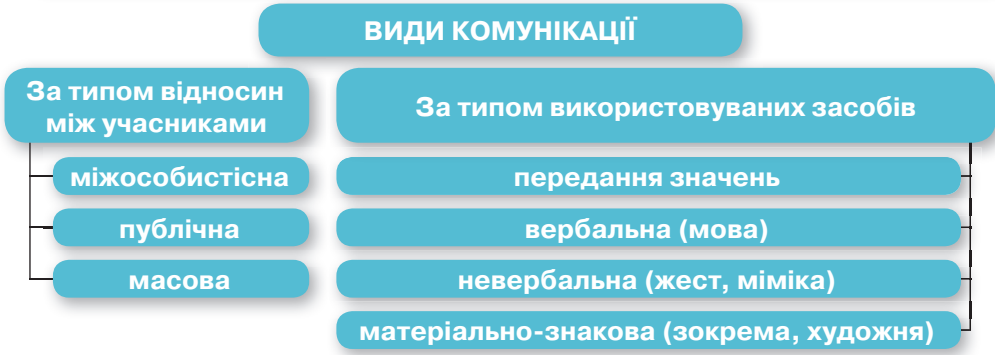 ВИДИ КОМУНІКАЦІЇ
За типом відносин
між учасниками
міжособистісна
публічна
масова
За типом використовуваних засобів
передання значень
вербальна (мова)
невербальна (жест, міміка)
матеріально-знакова (зокрема, художня)